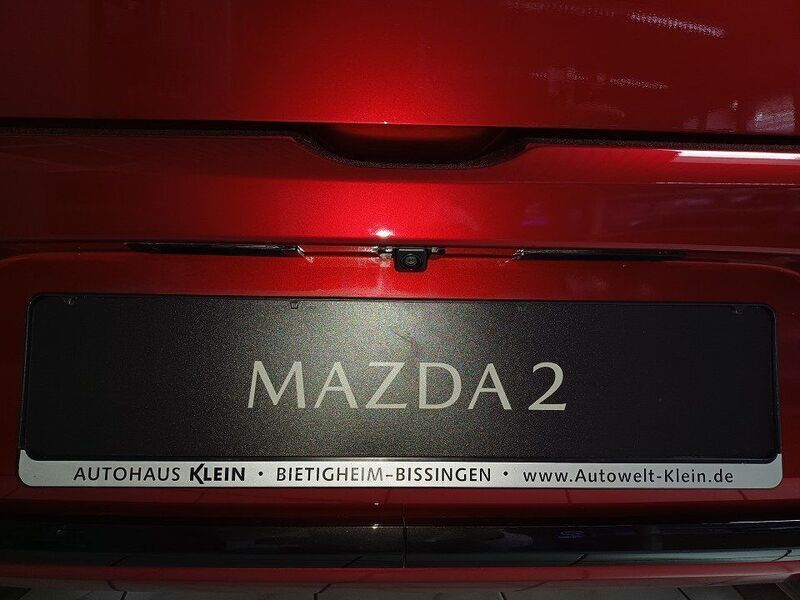 MAZDA 2
AUTOHAUS KLEIN · BIETIGHEIM-BISSINGEN · www.Autowelt-Klein.de